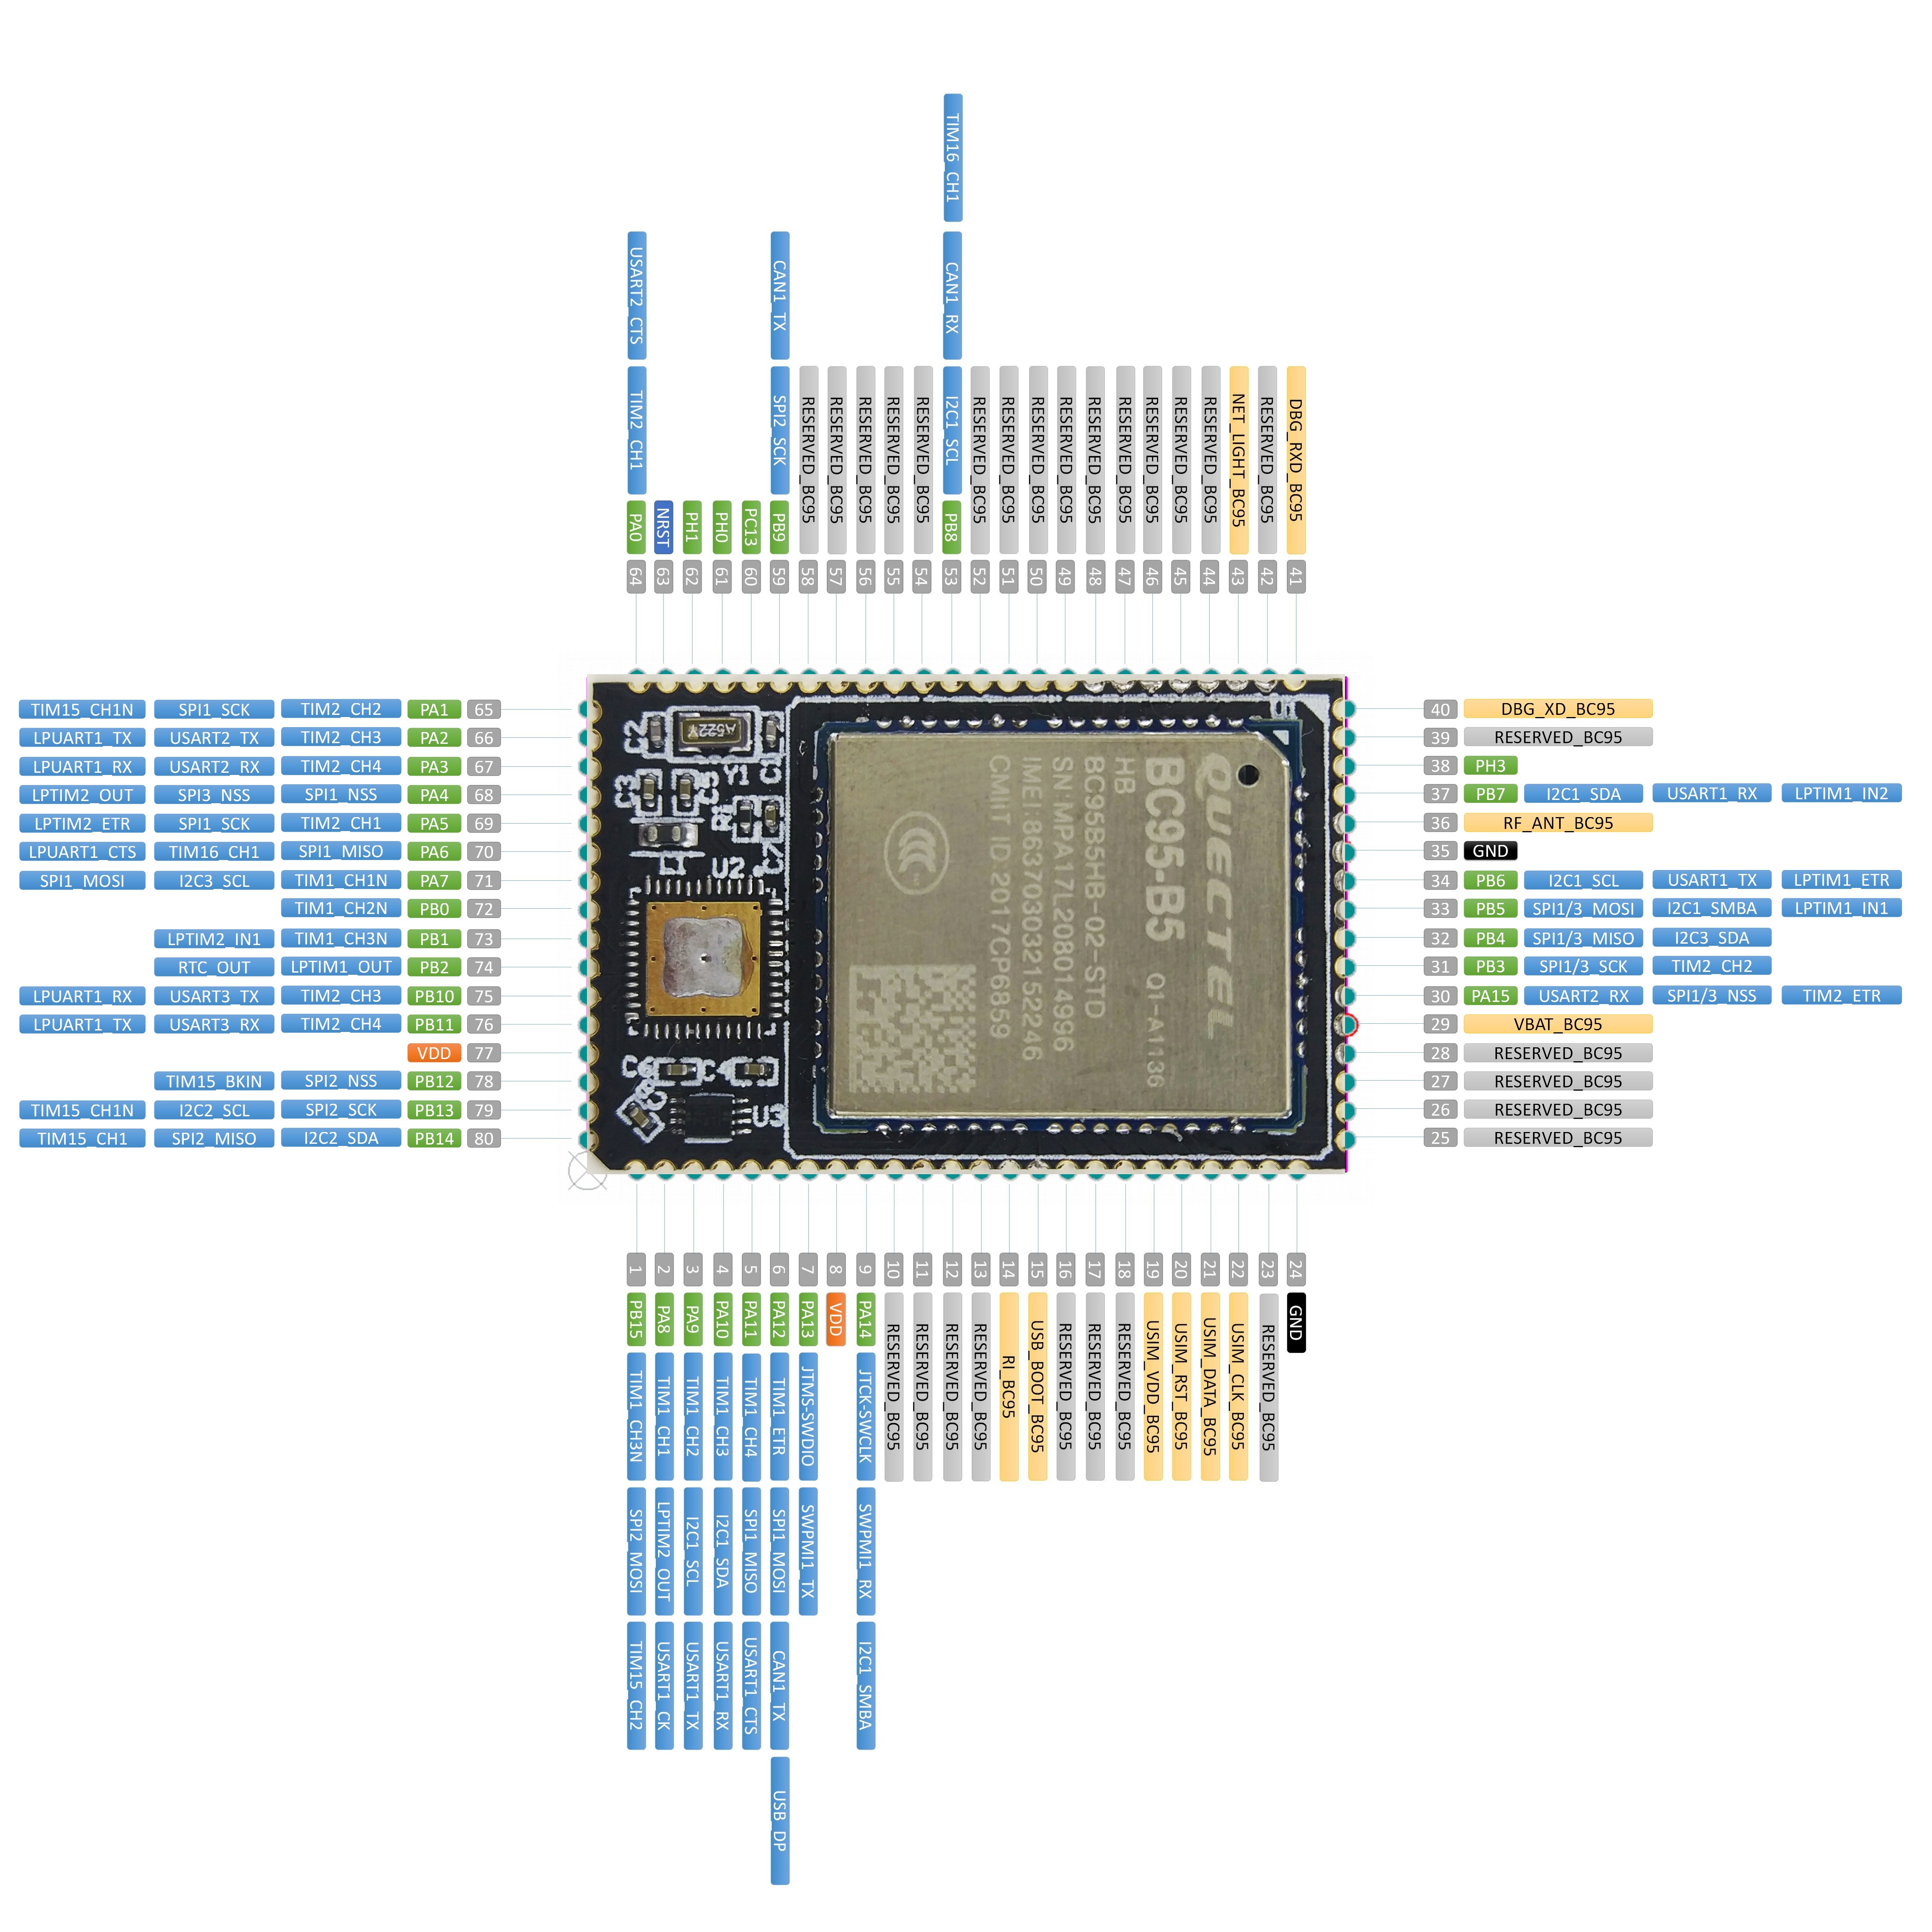 TIM16_CH1
USART2_CTS CAN1_TX CAN1_RX
TIM2_CH1 SPI2_SCK I2C1_SCL
PA0 NRST PH1 PH0 PC13 PB9 RESERVED_BC95 RESERVED_BC95 RESERVED_BC95 RESERVED_BC95 RESERVED_BC95 PB8 RESERVED_BC95 RESERVED_BC95 RESERVED_BC95 RESERVED_BC95 RESERVED_BC95 RESERVED_BC95 RESERVED_BC95 RESERVED_BC95 RESERVED_BC95 NET_LIGHT_BC95 RESERVED_BC95 DBG_RXD_BC95
64 63 62 61 60 59 58 57 56 55 54 53 52 51 50 49 48 47 46 45 44 43 42 41
TIM15_CH1N SPI1_SCK TIM2_CH2 PA1 65
LPUART1_TX USART2_TX TIM2_CH3 PA2 66
LPUART1_RX USART2_RX TIM2_CH4 PA3 67
LPTIM2_OUT SPI3_NSS SPI1_NSS PA4 68
LPTIM2_ETR SPI1_SCK TIM2_CH1 PA5 69
LPUART1_CTS TIM16_CH1 SPI1_MISO PA6 70
SPI1_MOSI I2C3_SCL TIM1_CH1N PA7 71
TIM1_CH2N PB0 72
LPTIM2_IN1 TIM1_CH3N PB1 73
RTC_OUT LPTIM1_OUT PB2 74
LPUART1_RX USART3_TX TIM2_CH3 PB10 75
LPUART1_TX USART3_RX TIM2_CH4 PB11 76
VDD 77
TIM15_BKIN SPI2_NSS PB12 78
TIM15_CH1N I2C2_SCL SPI2_SCK PB13 79
TIM15_CH1 SPI2_MISO I2C2_SDA PB14 80
C2
A522
Y1
C3
U2
L1
C4
U3
QUECTEL
BC95-B5 Q1-A1136
HB
BC95B5HB-02-STD
SN:MPA17L208014996
IMEI:863703032522246
CMIIT ID:2017CP6859
40 DBG_XD_BC95
39 RESERVED_BC95
38 PH3
37 PB7 I2C1_SDA USART1_RX LPTIM1_IN2
36 RF_ANT_BC95
35 GND
34 PB6 I2C1_SCL USART1_TX LPTIM1_ETR
33 PB5 SPI1/3_MOSI I2C1_SMBA LPTIM1_IN1
32 PB4 SPI1/3_MISO I2C3_SDA
31 PB3 SPI1/3_SCK TIM2_CH2
30 PA15 USART2_RX SPI1/3_NSS TIM2_ETR
29 VBAT_BC95
28 RESERVED_BC95
27 RESERVED_BC95
26 RESERVED_BC95
25 RESERVED_BC95
1 2 3 4 5 6 7 8 9 10 11 12 13 14 15 16 17 18 19 20 21 22 23 24
PB15 PA8 PA9 PA10 PA11 PA12 PA13 VDD PA14 RESERVED_BC95 RESERVED_BC95 RESERVED_BC95 RESERVED_BC95 RI_BC95 USB_BOOT_BC95 RESERVED_BC95 RESERVED_BC95 RESERVED_BC95 USIM_VDD_BC95 USIM_RST_BC95 USIM_DATA_BC95 USIM_CLK_BC95 RESERVED_BC95 GND
TIM1_CH3N TIM1_CH1 TIM1_CH2 TIM1_CH3 TIM1_CH4 TIM1_ETR JTMS-SWDIO JTCK-SWCLK
SPI2_MOSI LPTIM2_OUT I2C1_SCL I2C1_SDA SPI1_MISO SPI1_MOSI SWPMI1_TX SWPMI1_RX
TIM15_CH2 USART1_CK USART1_TX USART1_RX USART1_CTS CAN1_TX I2C1_SMBA
USB_DP